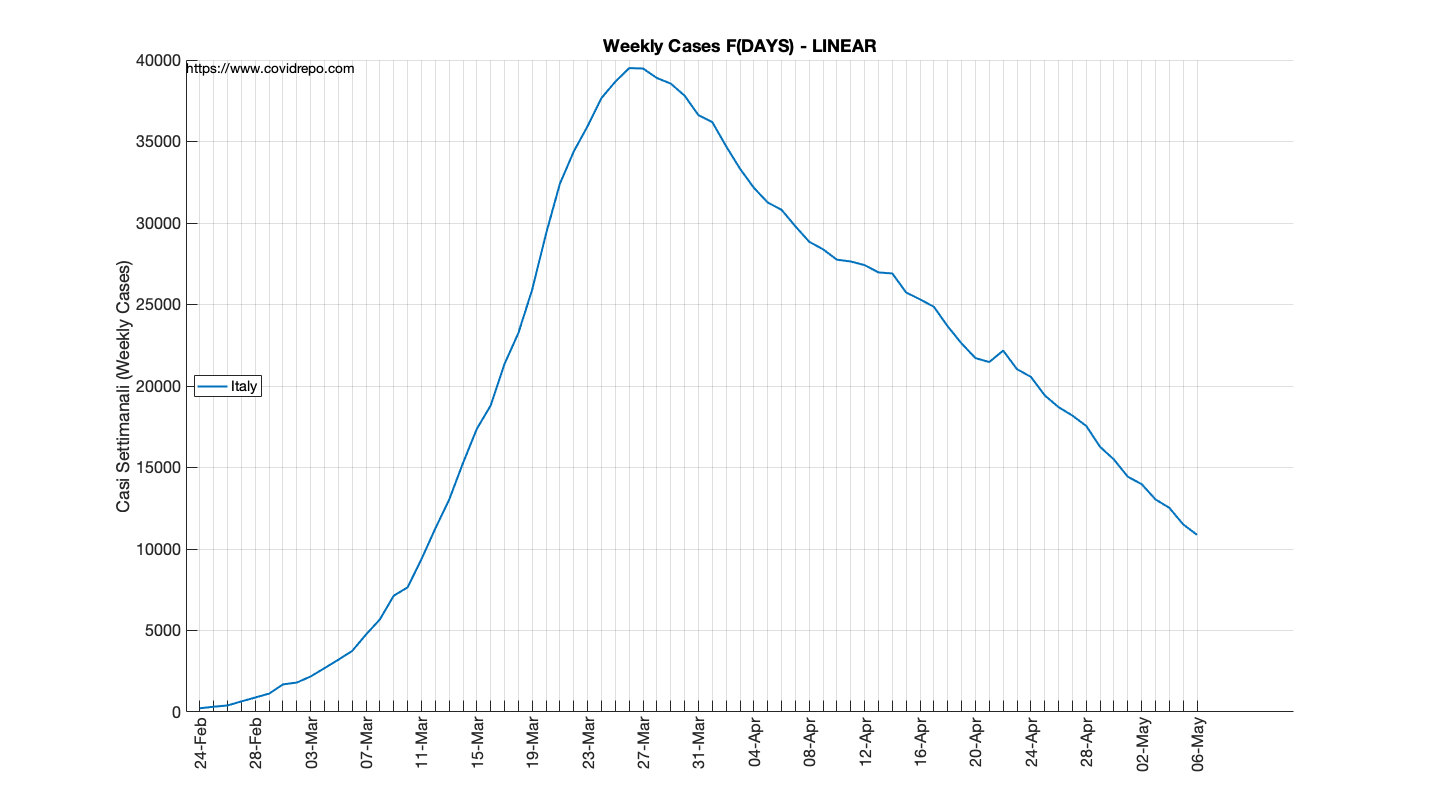 Weekly Cases F(DAYS) - LINEAR
https://www.covidrepo.com
40000
35000
30000
25000
20000
15000
10000
5000
0
Casi Settimanali (Weekly Cases)
Italy
24-Feb
28-Feb
03-Mar
07-Mar
11-Mar
15-Mar
19-Mar
23-Mar
27-Mar
31-Mar
04-Apr
08-Apr
12-Apr
16-Apr
20-Apr
24-Apr
28-Apr
02-May
06-May